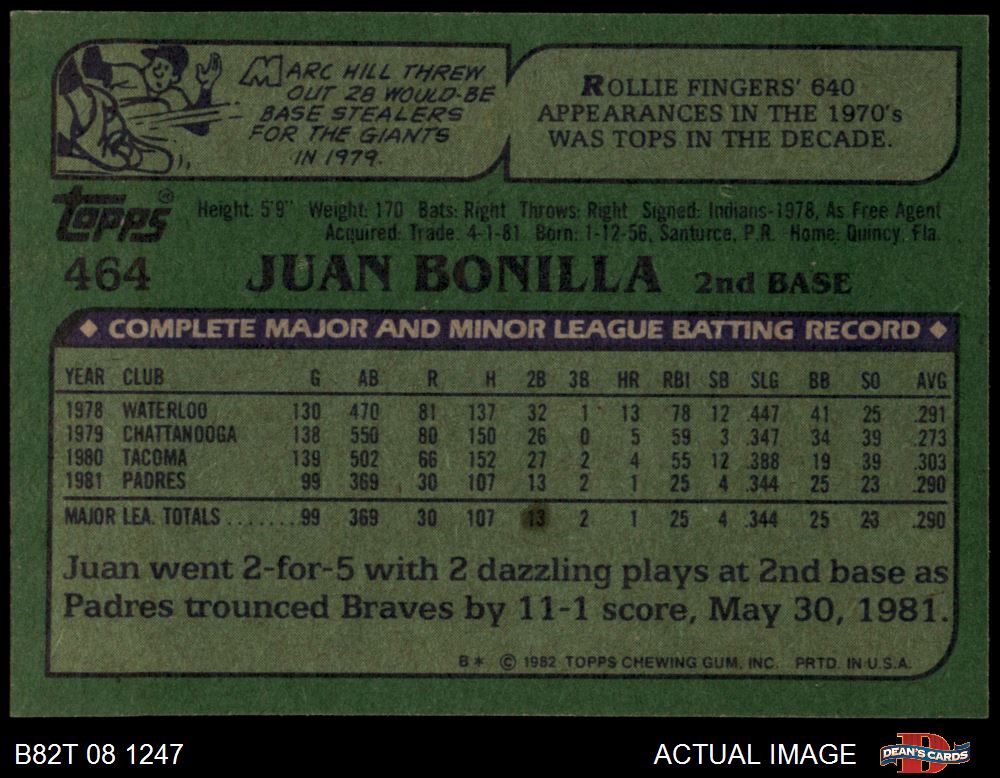 MARC HILL THREW
OUT 28 WOULD-BE
BASE STEALERS
FOR THE GIANTS
IN 1979.
ROLLIE FINGERS' 640
APPEARANCES IN THE 1970's
WAS TOPS IN THE DECADE.
topps®
Height: 5'9" Weight: 170 Bats: Right Throws: Right Signed: Indians-1978, As Free Agent
Acquired: Trade. 4-1-81 Born: 1-12-56, Santurce, P.R. Home: Quincy, Fla.
464 JUAN BONILLA 2nd BASE
◆ COMPLETE MAJOR AND MINOR LEAGUE BATTING RECORD ◆
YEAR CLUB G AB R H 2B 3B HR RBI SB SLG BB SO AVG
1978 WATERLOO 130 470 81 137 32 1 13 78 12 .447 41 25 .291
1979 CHATTANOOGA 138 550 80 150 26 0 5 59 3 .347 34 39 .273
1980 TACOMA 139 502 66 152 27 2 4 55 12 .388 19 39 .303
1981 PADRES 99 369 30 107 13 2 1 25 4 .344 25 23 .290
MAJOR LEA. TOTALS .......99 369 30 107 13 2 1 25 4 .344 25 23 .290
Juan went 2-for-5 with 2 dazzling plays at 2nd base as
Padres trounced Braves by 11-1 score, May 30, 1981.
B* © 1982 TOPPS CHEWING GUM, INC. PRTD. IN U.S.A.
B82T 08 1247 ACTUAL IMAGE DEAN'S CARDS